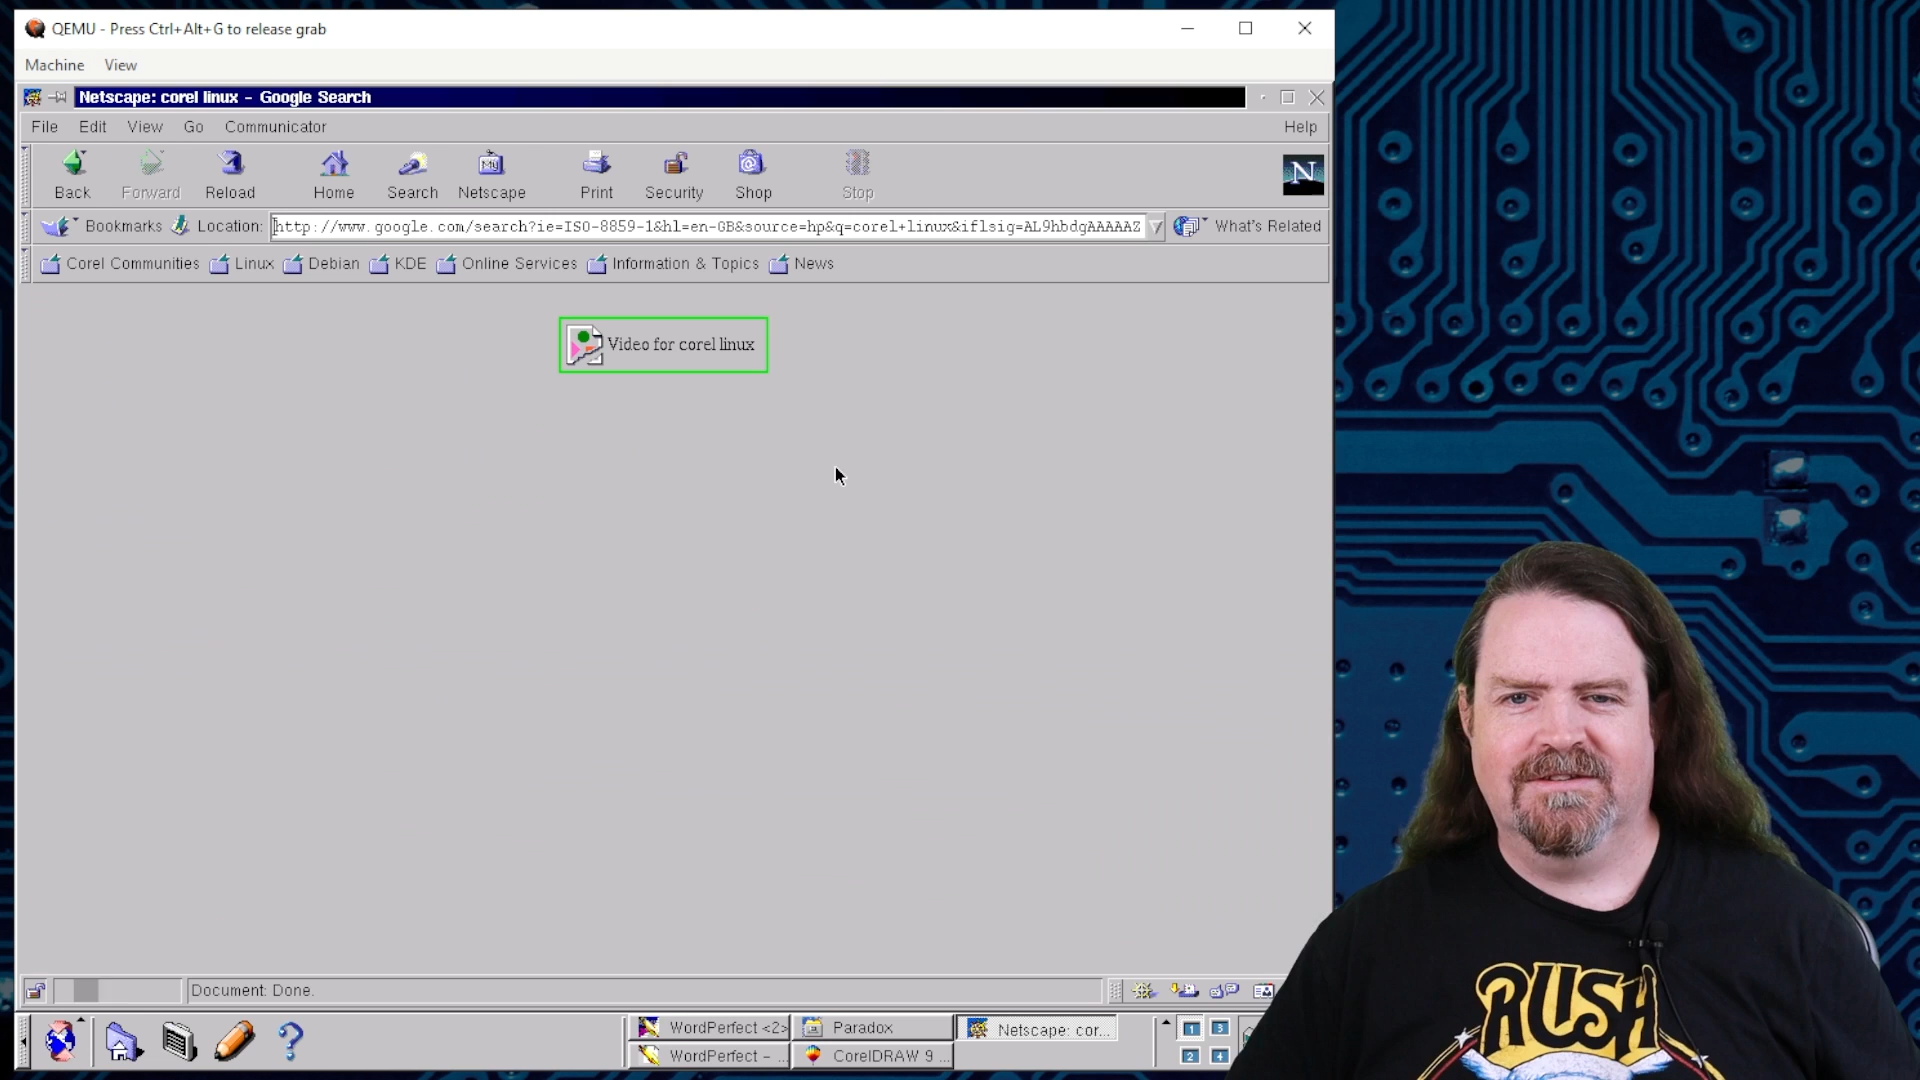 QEMU - Press Ctrl+Alt+G to release grab
Machine View
Netscape: corel linux - Google Search
File Edit View Go Communicator Help
My N
Back Forward Reload Home Search Netscape Print Security Shop Stop
Bookmarks Location: http://www.google.com/search?ie=ISO-8859-1&hl=en-GB&source=hp&q=corel+linux&iflsig=AL9hbdgAAAAAZ What's Related
Corel Communities Linux Debian KDE Online Services Information & Topics News
Video for corel linux
Document: Done.
WordPerfect <2> Paradox Netscape: cor... 1 3
WordPerfect - ... CorelDRAW 9 ... 2 4
?
RUSH